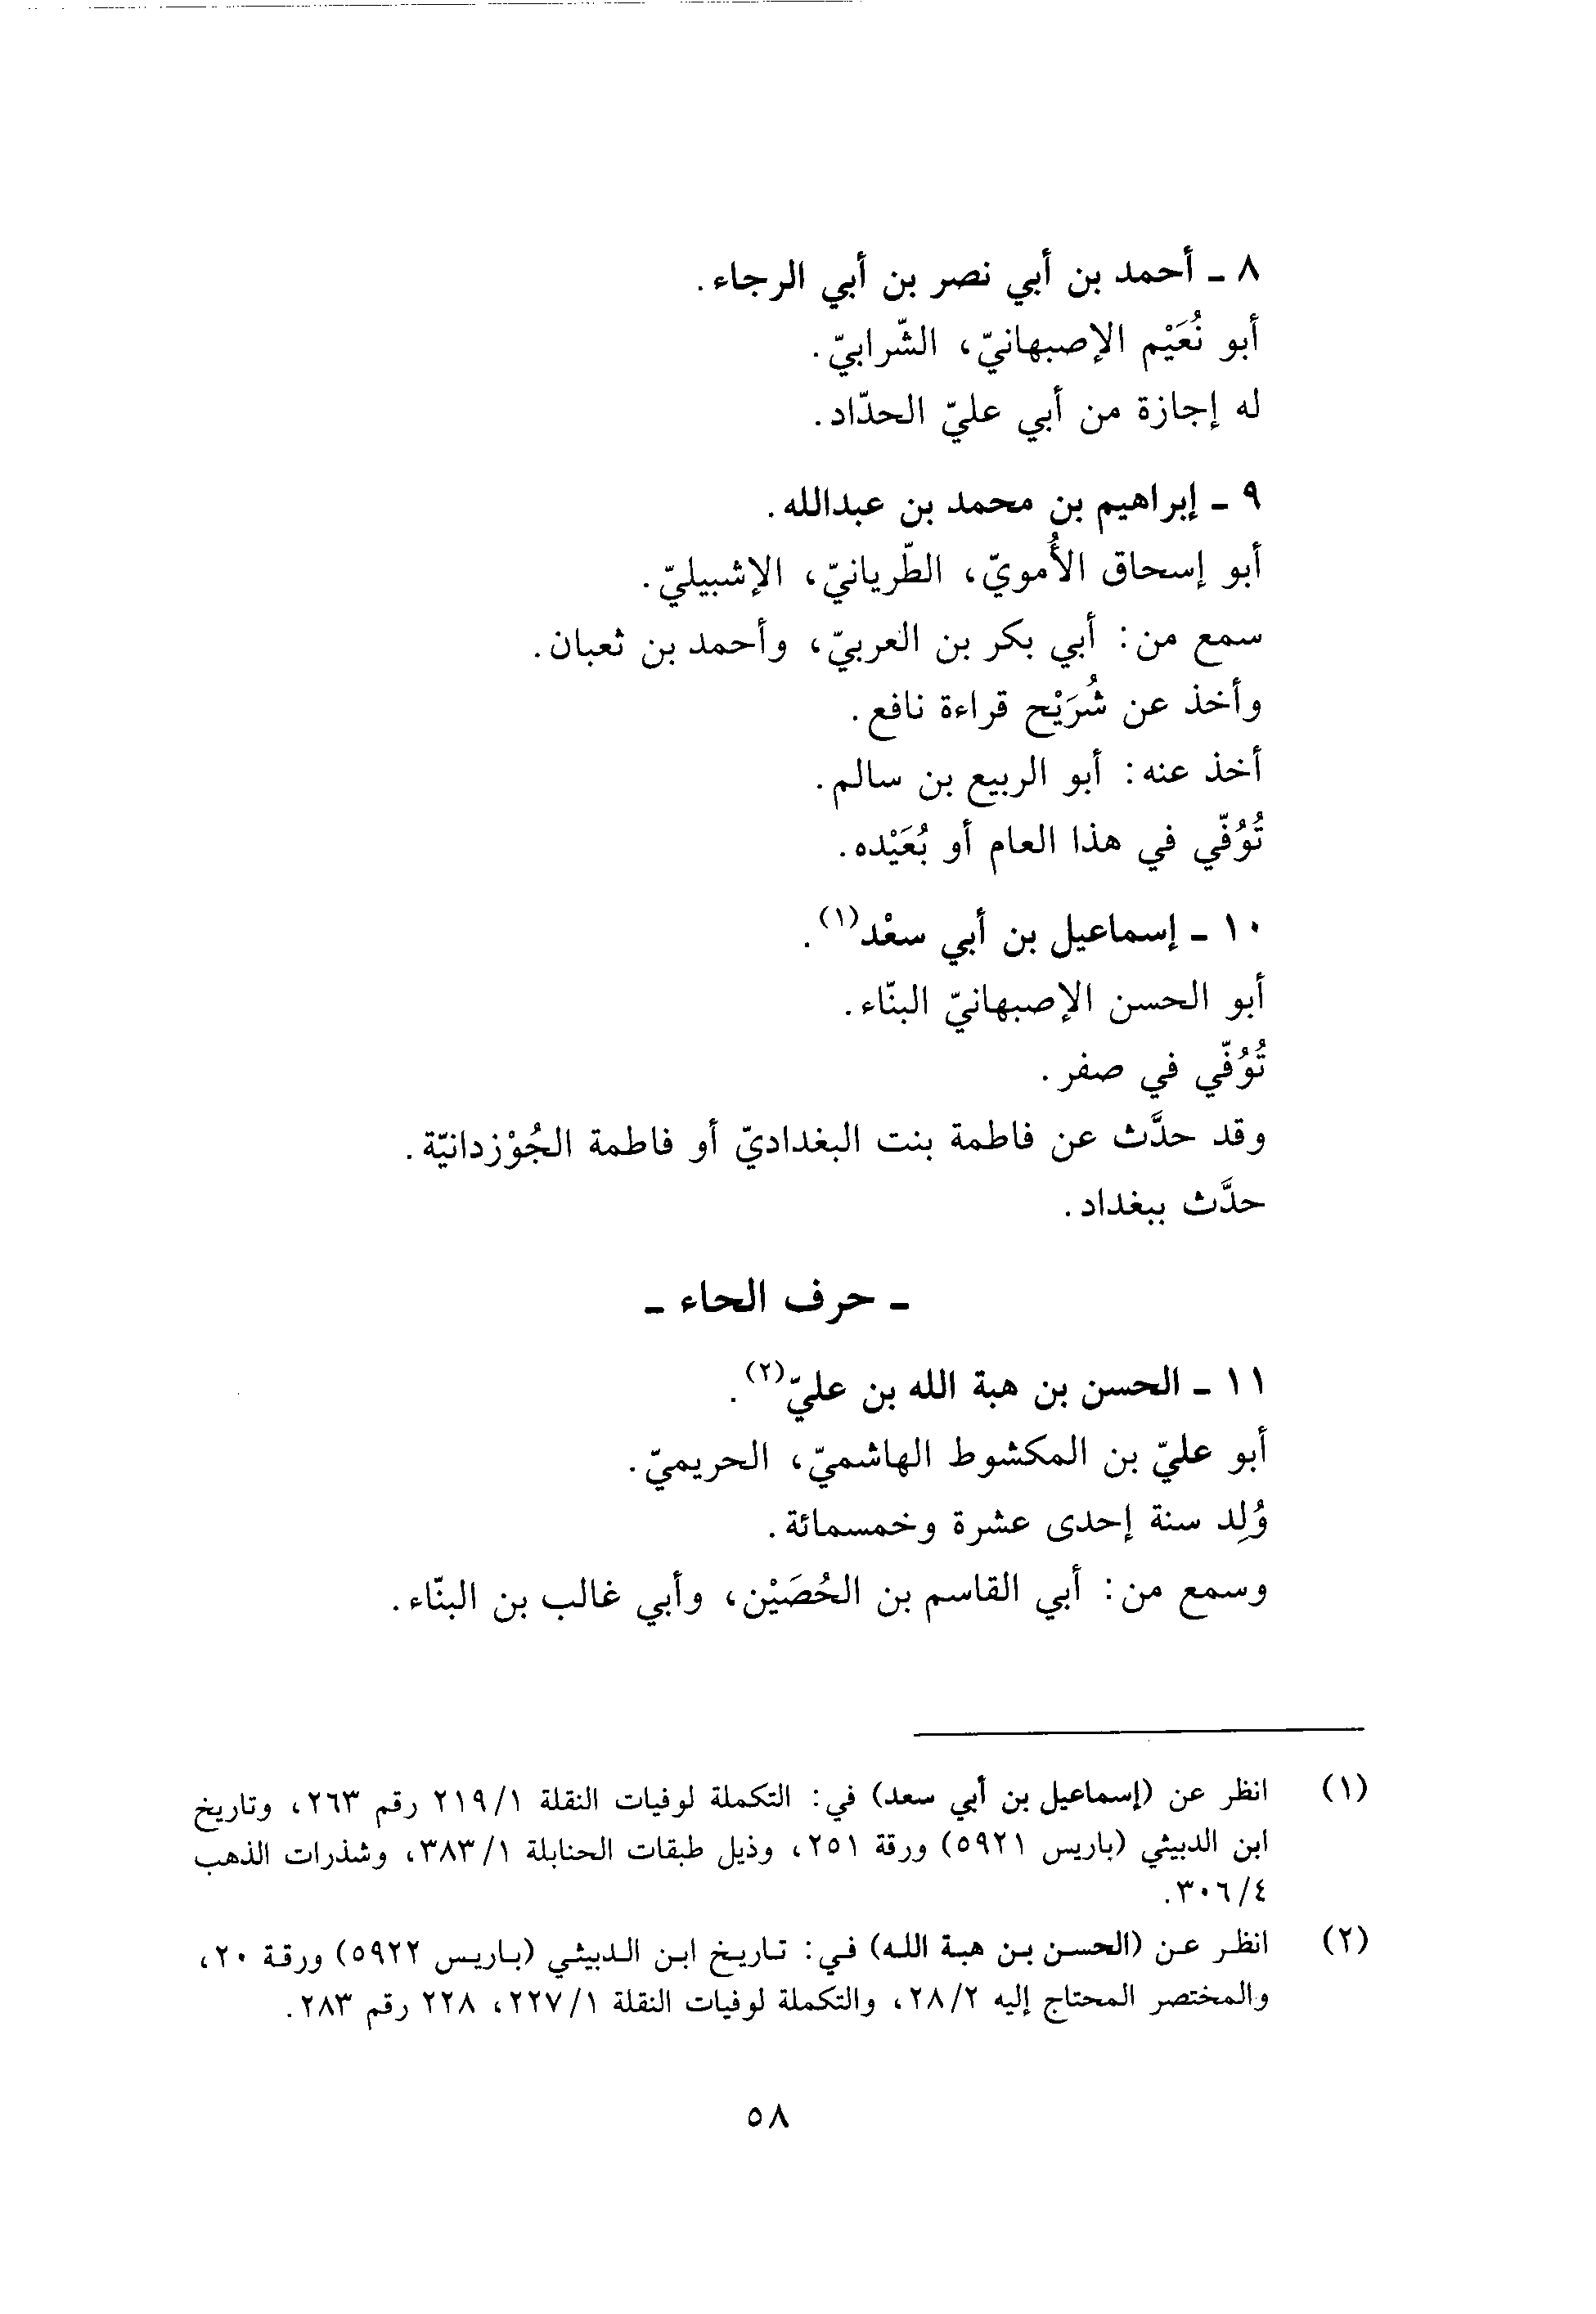 ٨ ـ أحمد بن أبي نصر بن أبي الرجاء.
أبو نُعَيْم الإصبهانيّ، الشّرابيّ.
له إجازة من أبي عليّ الحدّاد.
٩ ـ إبراهيم بن محمد بن عبدالله.
أبو إسحاق الأُمويّ، الطّريانيّ، الإشبيليّ.
سمع من: أبي بكر بن العربيّ، وأحمد بن ثعبان.
وأخذ عن شُرَيْح قراءة نافع.
أخذ عنه: أبو الربيع بن سالم.
تُوُفّي في هذا العام أو بُعَيْده.
١٠ ـ إسماعيل بن أبي سعْد(١).
أبو الحسن الإصبهانيّ البنّاء.
تُوُفّي في صفر.
وقد حدَّث عن فاطمة بنت البغداديّ أو فاطمة الجُوْزدانيّة.
حدَّث ببغداد.
ـ حرف الحاء ـ
١١ ـ الحسن بن هبة الله بن عليّ(٢).
أبو عليّ بن المكشوط الهاشميّ، الحريميّ.
وُلِد سنة إحدى عشرة وخمسمائة.
وسمع من: أبي القاسم بن الحُصَيْن، وأبي غالب بن البنّاء.
(١) انظر عن (إسماعيل بن أبي سعد) في: التكملة لوفيات النقلة ٢١٩/١ رقم ٢٦٣، وتاريخ
ابن الدبيثي (باريس ٥٩٢١) ورقة ٢٥١، وذيل طبقات الحنابلة ٣٨٣/١، وشذرات الذهب
٣٠٦/٤.
(٢) انظر عن (الحسن بن هبة الله) في: تاريخ ابن الدبيثي (باريس ٥٩٢٢) ورقة ٢٠،
والمختصر المحتاج إليه ٢٨/٢، والتكملة لوفيات النقلة ٢٢٧/١، ٢٢٨ رقم ٢٨٣.
٥٨